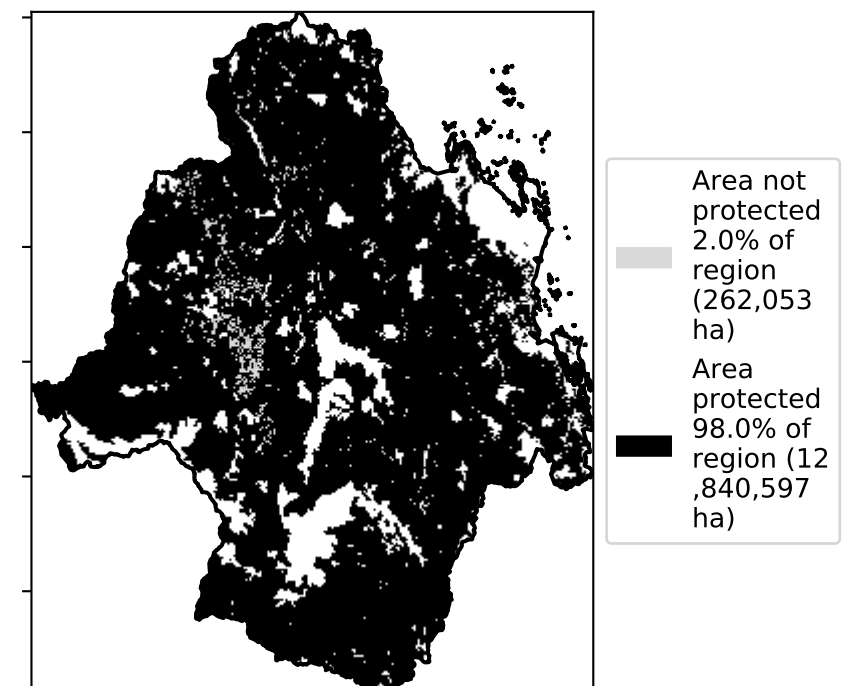 Area not
protected
2.0% of
region
(262,053
ha)
Area
protected
98.0% of
region (12
,840,597
ha)